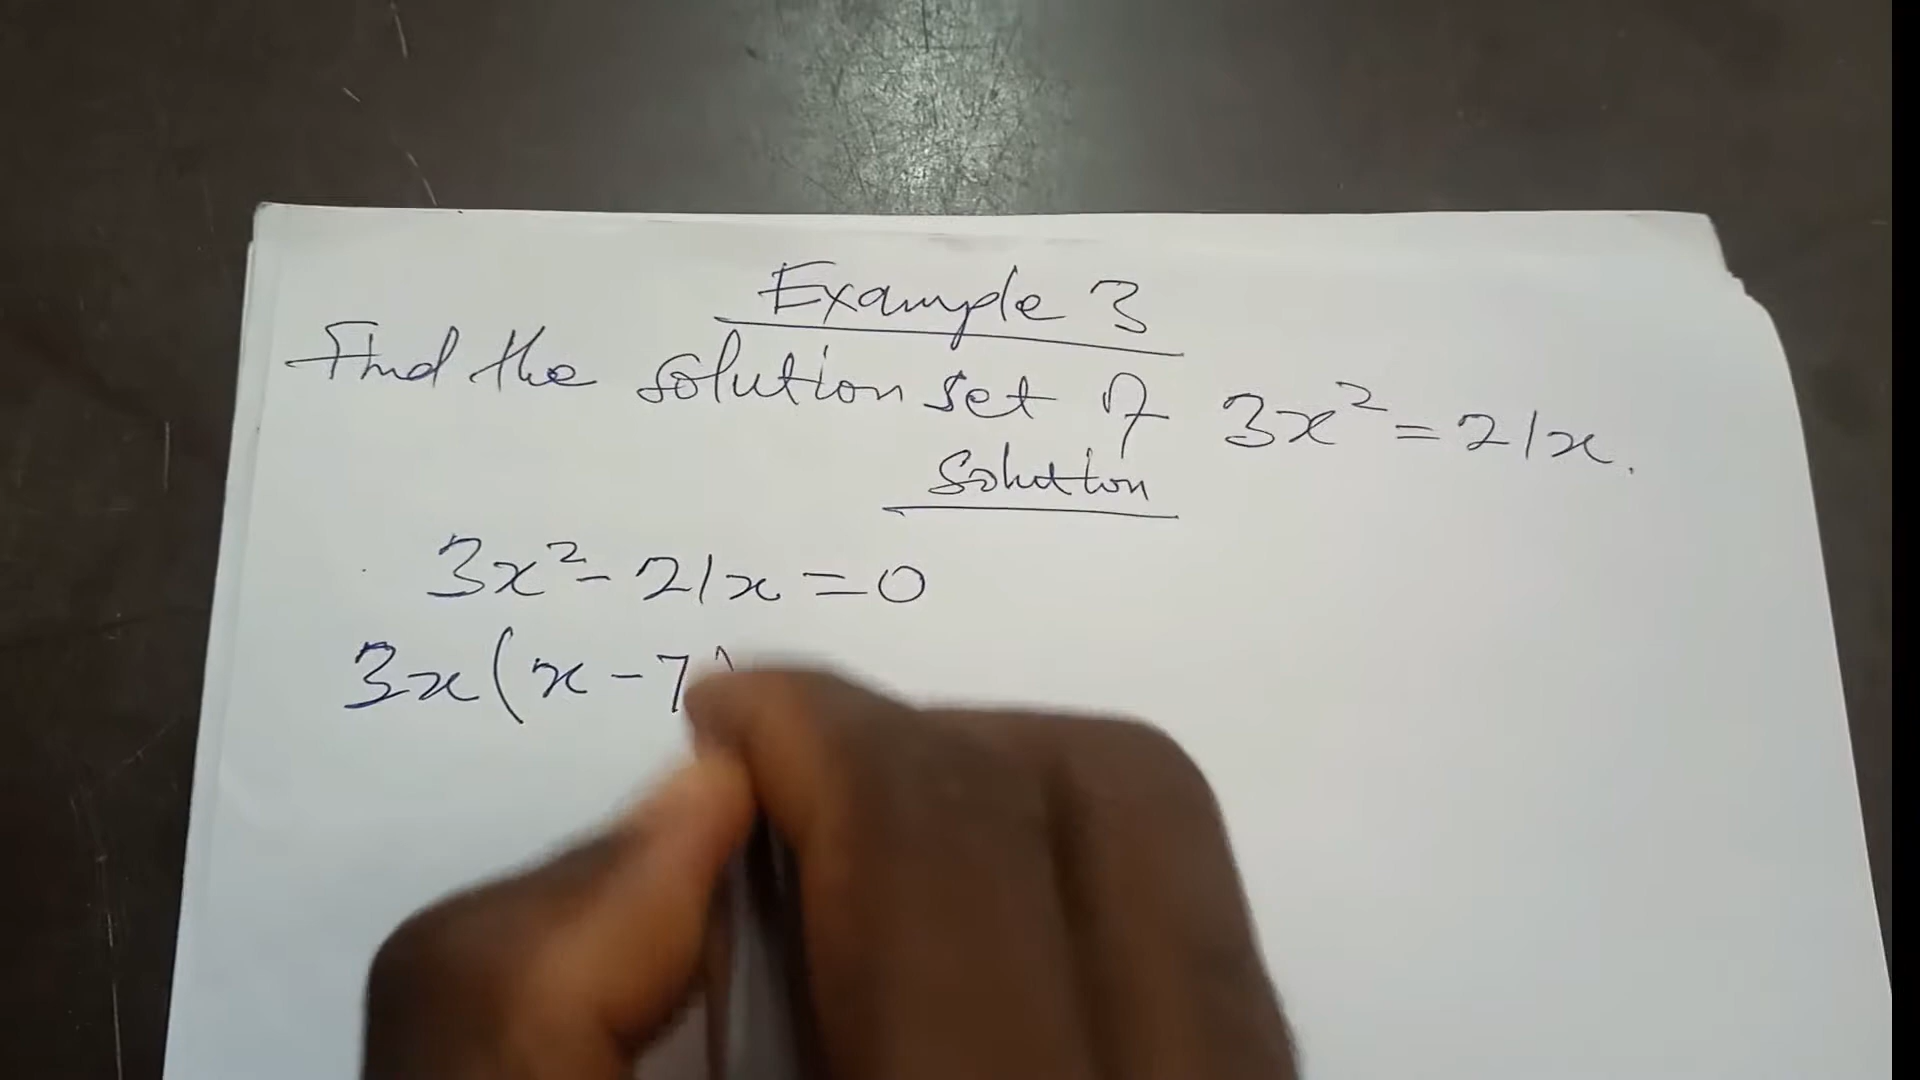 Example 3
Find the solution set of 3x² = 21x.
Solution
3x² - 21x = 0
3x(x - 7)